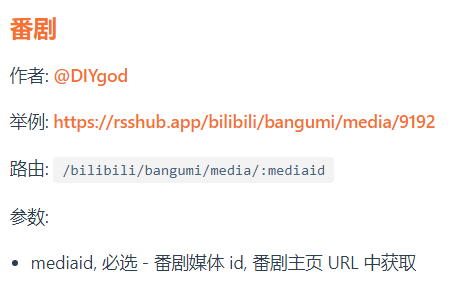 番剧
作者: @DIYgod
举例: https://rsshub.app/bilibili/bangumi/media/9192
路由: /bilibili/bangumi/media/:mediaid
参数:
• mediaid, 必选 - 番剧媒体 id, 番剧主页 URL 中获取